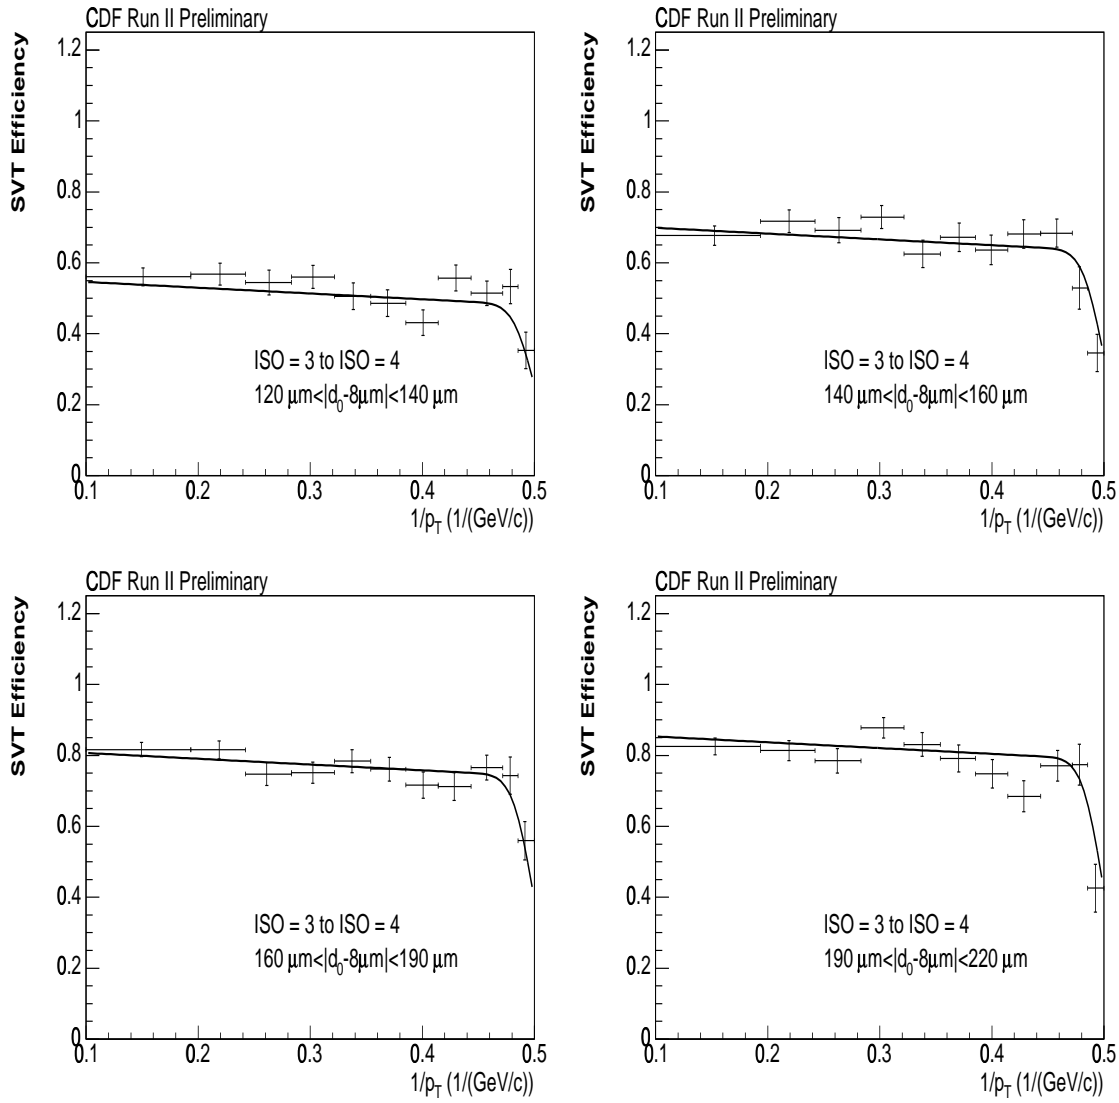 CDF Run II Preliminary
SVT Efficiency
1.2
1
0.8
0.6
0.4
0.2
0
0.1 0.2 0.3 0.4 0.5
1/p_T (1/(GeV/c))
ISO = 3 to ISO = 4
120 μm<|d_0-8μm|<140 μm
CDF Run II Preliminary
SVT Efficiency
1.2
1
0.8
0.6
0.4
0.2
0
0.1 0.2 0.3 0.4 0.5
1/p_T (1/(GeV/c))
ISO = 3 to ISO = 4
140 μm<|d_0-8μm|<160 μm
CDF Run II Preliminary
SVT Efficiency
1.2
1
0.8
0.6
0.4
0.2
0
0.1 0.2 0.3 0.4 0.5
1/p_T (1/(GeV/c))
ISO = 3 to ISO = 4
160 μm<|d_0-8μm|<190 μm
CDF Run II Preliminary
SVT Efficiency
1.2
1
0.8
0.6
0.4
0.2
0
0.1 0.2 0.3 0.4 0.5
1/p_T (1/(GeV/c))
ISO = 3 to ISO = 4
190 μm<|d_0-8μm|<220 μm